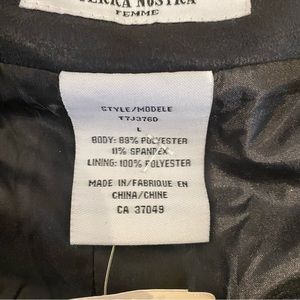 TERRA NOSTRA
FEMME
STYLE/MODELE
T7J3760
L
BODY: 89% POLYESTER
11% SPANDEX
LINING: 100% POLYESTER
MADE IN/FABRIQUE EN
CHINA/CHINE
CA 37049